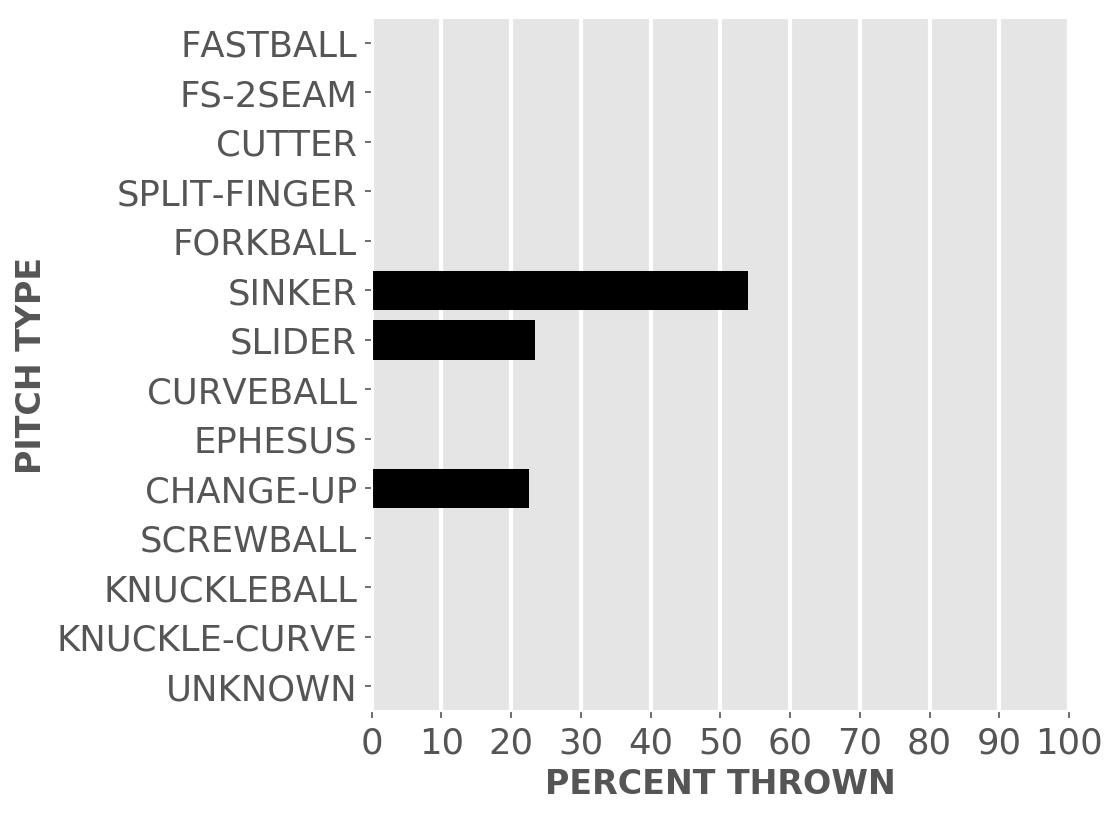 FASTBALL
FS-2SEAM
CUTTER
SPLIT-FINGER
FORKBALL
SINKER
SLIDER
CURVEBALL
EPHESUS
CHANGE-UP
SCREWBALL
KNUCKLEBALL
KNUCKLE-CURVE
UNKNOWN
PITCH TYPE
0 10 20 30 40 50 60 70 80 90 100
PERCENT THROWN